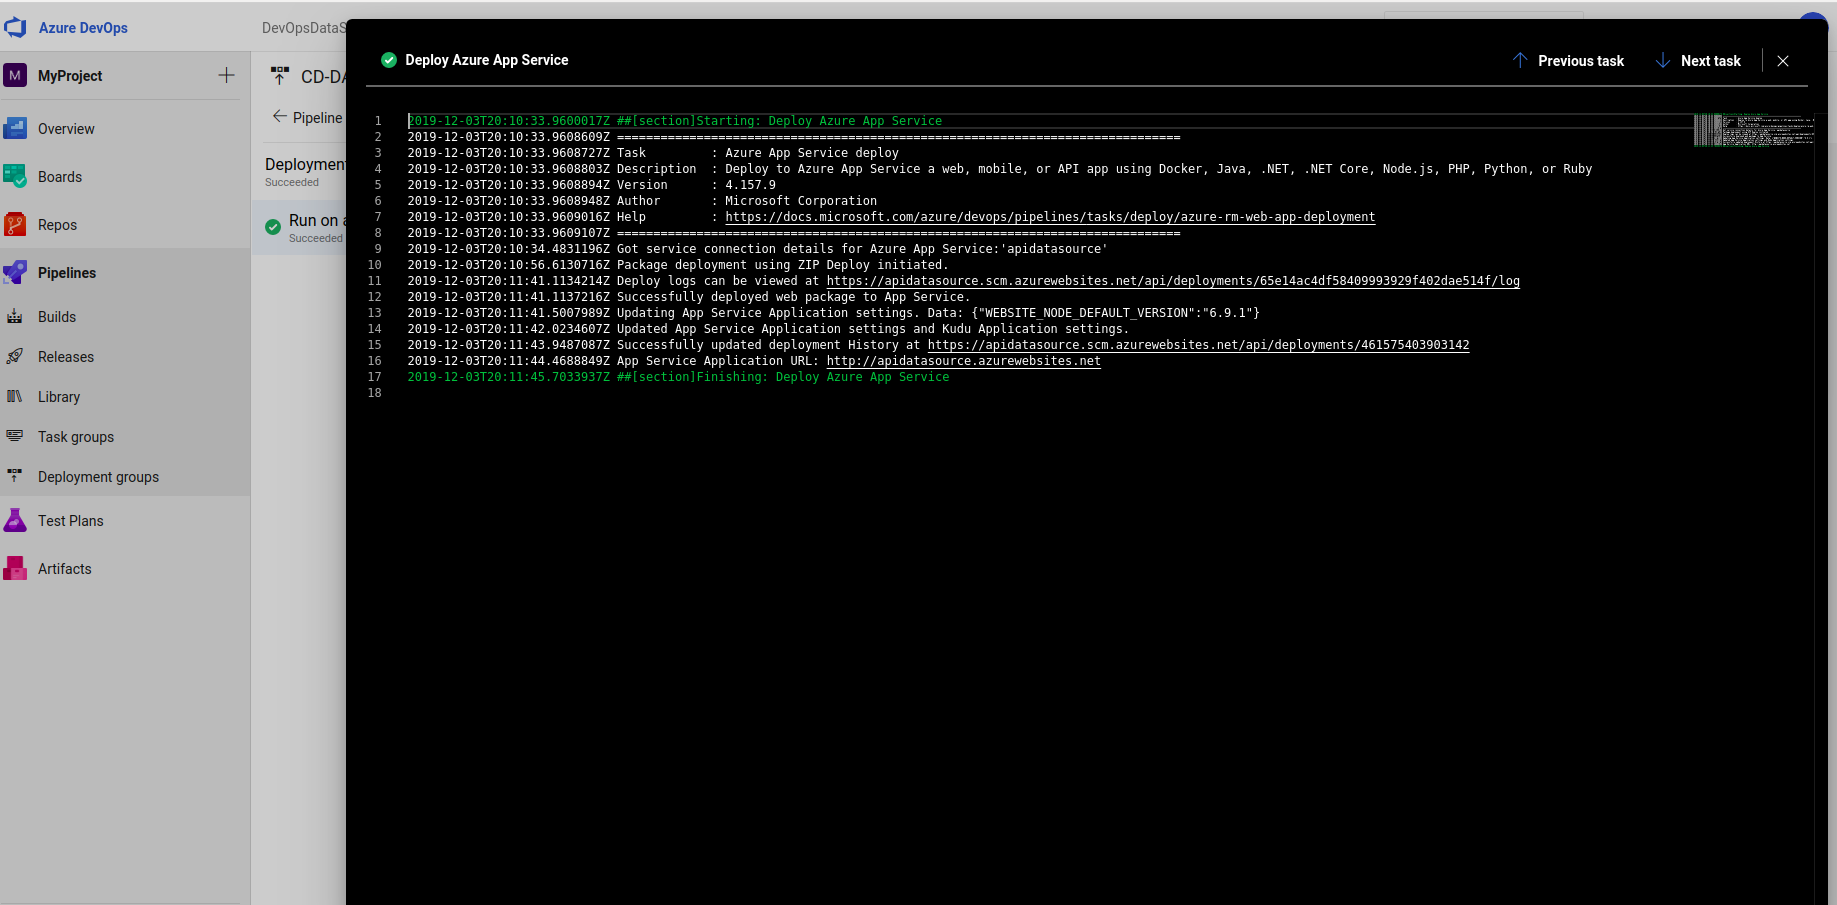 Azure DevOps
DevOpsDataS
M MyProject
Overview
Boards
Repos
Pipelines
Builds
Releases
Library
Task groups
Deployment groups
Test Plans
Artifacts
CD-DA
Pipeline
Deployment
Succeeded
Run on a
Succeeded
Deploy Azure App Service
Previous task
Next task
1 2019-12-03T20:10:33.9600017Z ##[section]Starting: Deploy Azure App Service
2 2019-12-03T20:10:33.9608609Z ==============================================================================
3 2019-12-03T20:10:33.9608727Z Task         : Azure App Service deploy
4 2019-12-03T20:10:33.9608803Z Description  : Deploy to Azure App Service a web, mobile, or API app using Docker, Java, .NET, .NET Core, Node.js, PHP, Python, or Ruby
5 2019-12-03T20:10:33.9608894Z Version      : 4.157.9
6 2019-12-03T20:10:33.9608948Z Author       : Microsoft Corporation
7 2019-12-03T20:10:33.9609016Z Help         : https://docs.microsoft.com/azure/devops/pipelines/tasks/deploy/azure-rm-web-app-deployment
8 2019-12-03T20:10:33.9609107Z ==============================================================================
9 2019-12-03T20:10:34.4831196Z Got service connection details for Azure App Service:'apidatasource'
10 2019-12-03T20:10:56.6130716Z Package deployment using ZIP Deploy initiated.
11 2019-12-03T20:11:41.1134214Z Deploy logs can be viewed at https://apidatasource.scm.azurewebsites.net/api/deployments/65e14ac4df58409993929f402dae514f/log
12 2019-12-03T20:11:41.1137216Z Successfully deployed web package to App Service.
13 2019-12-03T20:11:41.5007989Z Updating App Service Application settings. Data: {"WEBSITE_NODE_DEFAULT_VERSION":"6.9.1"}
14 2019-12-03T20:11:42.0234607Z Updated App Service Application settings and Kudu Application settings.
15 2019-12-03T20:11:43.9487087Z Successfully updated deployment History at https://apidatasource.scm.azurewebsites.net/api/deployments/461575403903142
16 2019-12-03T20:11:44.4688849Z App Service Application URL: http://apidatasource.azurewebsites.net
17 2019-12-03T20:11:45.7033937Z ##[section]Finishing: Deploy Azure App Service
18